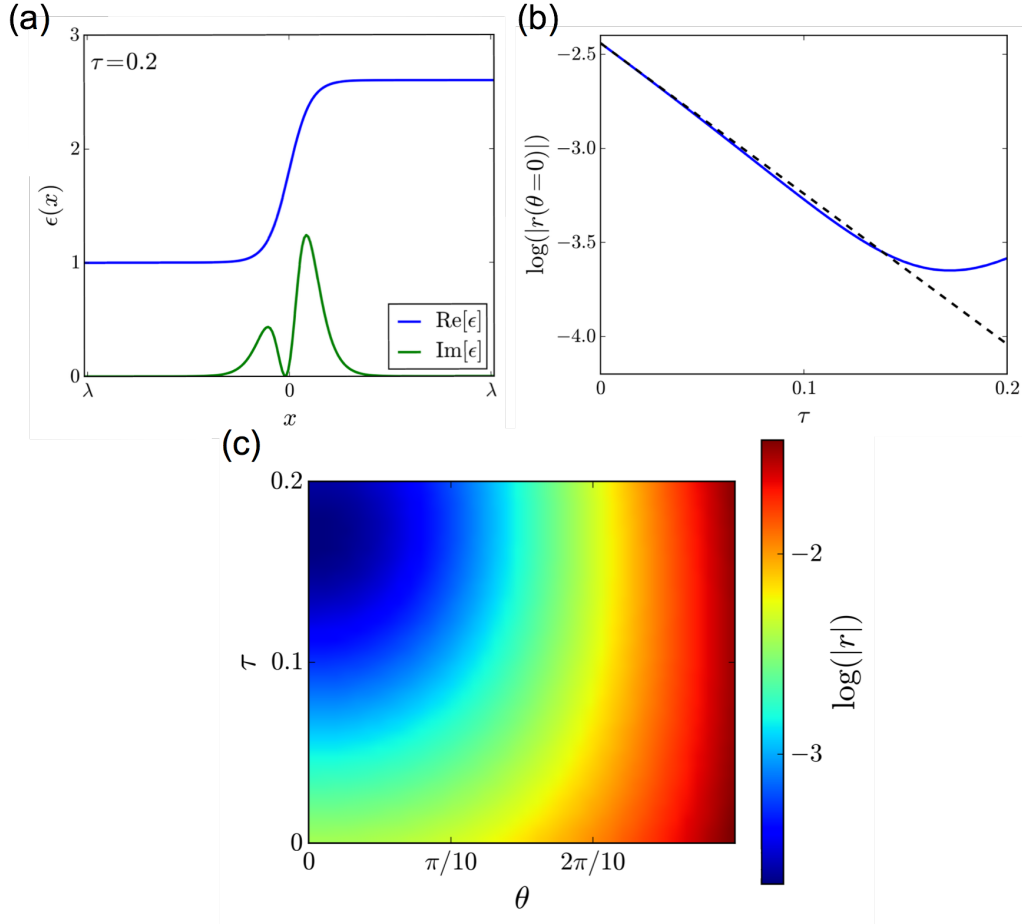 (a)
3
2
1
0
τ=0.2
ϵ(x)
Re[ϵ]
Im[ϵ]
λ
0
λ
x
(b)
−2.5
−3.0
−3.5
−4.0
log(|r(θ=0)|)
0
0.1
0.2
τ
(c)
0.2
0.1
0
τ
0
π/10
2π/10
θ
−2
−3
log(|r|)